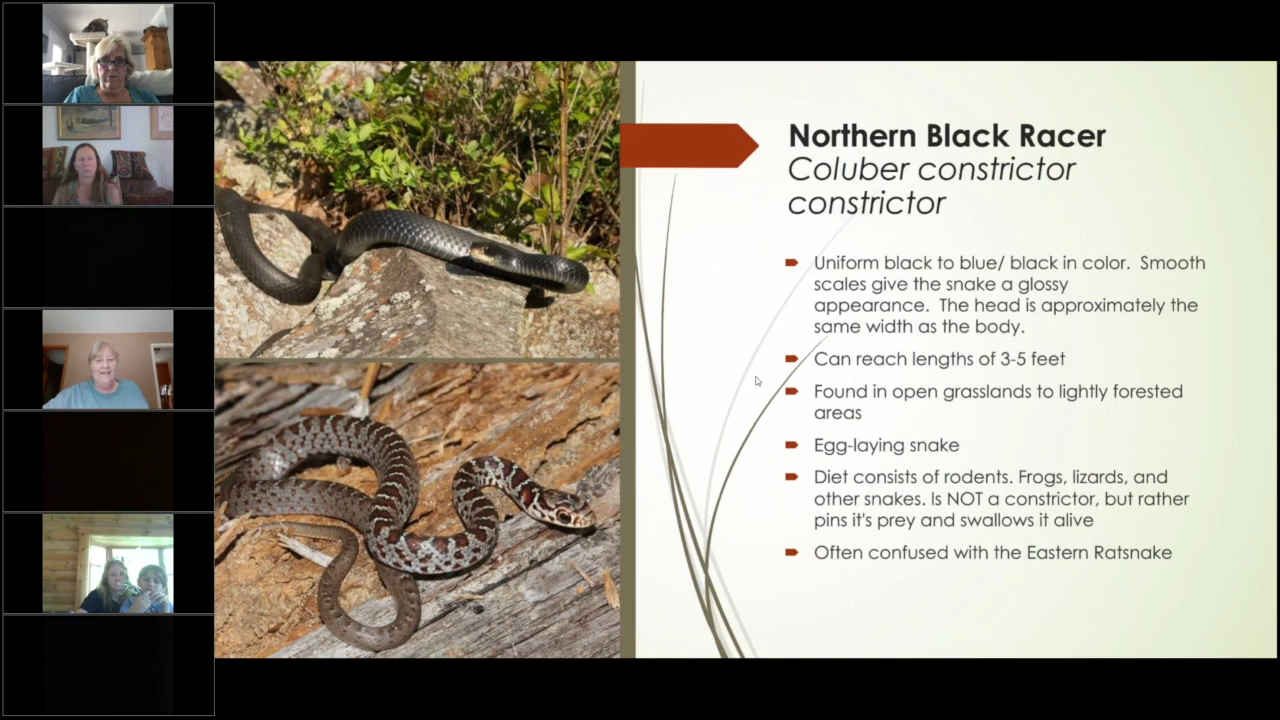 Northern Black Racer
Coluber constrictor
constrictor
Uniform black to blue/ black in color.  Smooth
scales give the snake a glossy
appearance.  The head is approximately the
same width as the body.
Can reach lengths of 3-5 feet
Found in open grasslands to lightly forested
areas
Egg-laying snake
Diet consists of rodents. Frogs, lizards, and
other snakes. Is NOT a constrictor, but rather
pins it's prey and swallows it alive
Often confused with the Eastern Ratsnake